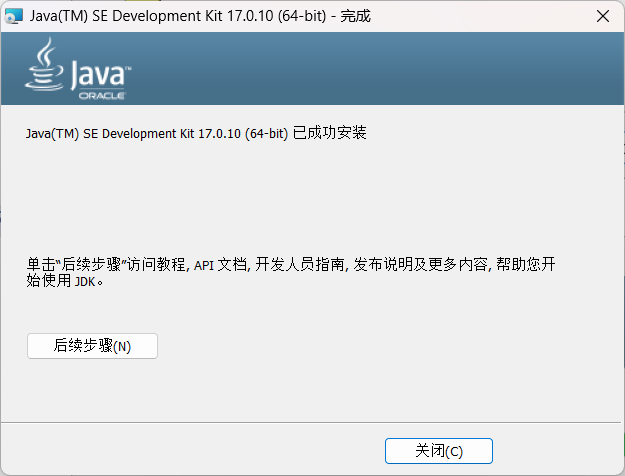 Java(TM) SE Development Kit 17.0.10 (64-bit) - 完成
Java™
ORACLE
Java(TM) SE Development Kit 17.0.10 (64-bit) 已成功安装
单击“后续步骤”访问教程, API 文档, 开发人员指南, 发布说明及更多内容, 帮助您开
始使用 JDK。
后续步骤(N)
关闭(C)